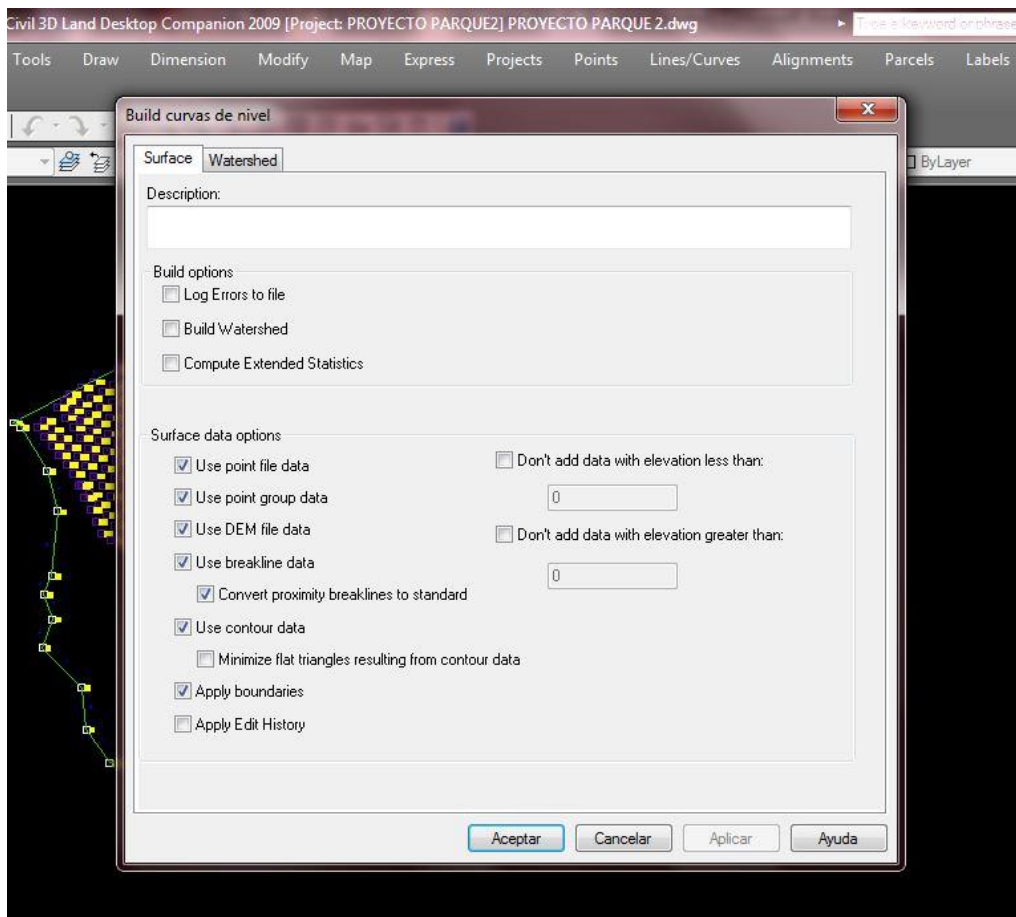 Civil 3D Land Desktop Companion 2009 [Project: PROYECTO PARQUE2] PROYECTO PARQUE 2.dwg
Type a keyword or phrase
Tools Draw Dimension Modify Map Express Projects Points Lines/Curves Alignments Parcels Labels
Build curvas de nivel
ByLayer
Surface Watershed
Description:
Build options
Log Errors to file
Build Watershed
Compute Extended Statistics
Surface data options
Use point file data
Use point group data
Use DEM file data
Use breakline data
Convert proximity breaklines to standard
Use contour data
Minimize flat triangles resulting from contour data
Apply boundaries
Apply Edit History
Don't add data with elevation less than:
0
Don't add data with elevation greater than:
0
Aceptar Cancelar Aplicar Ayuda